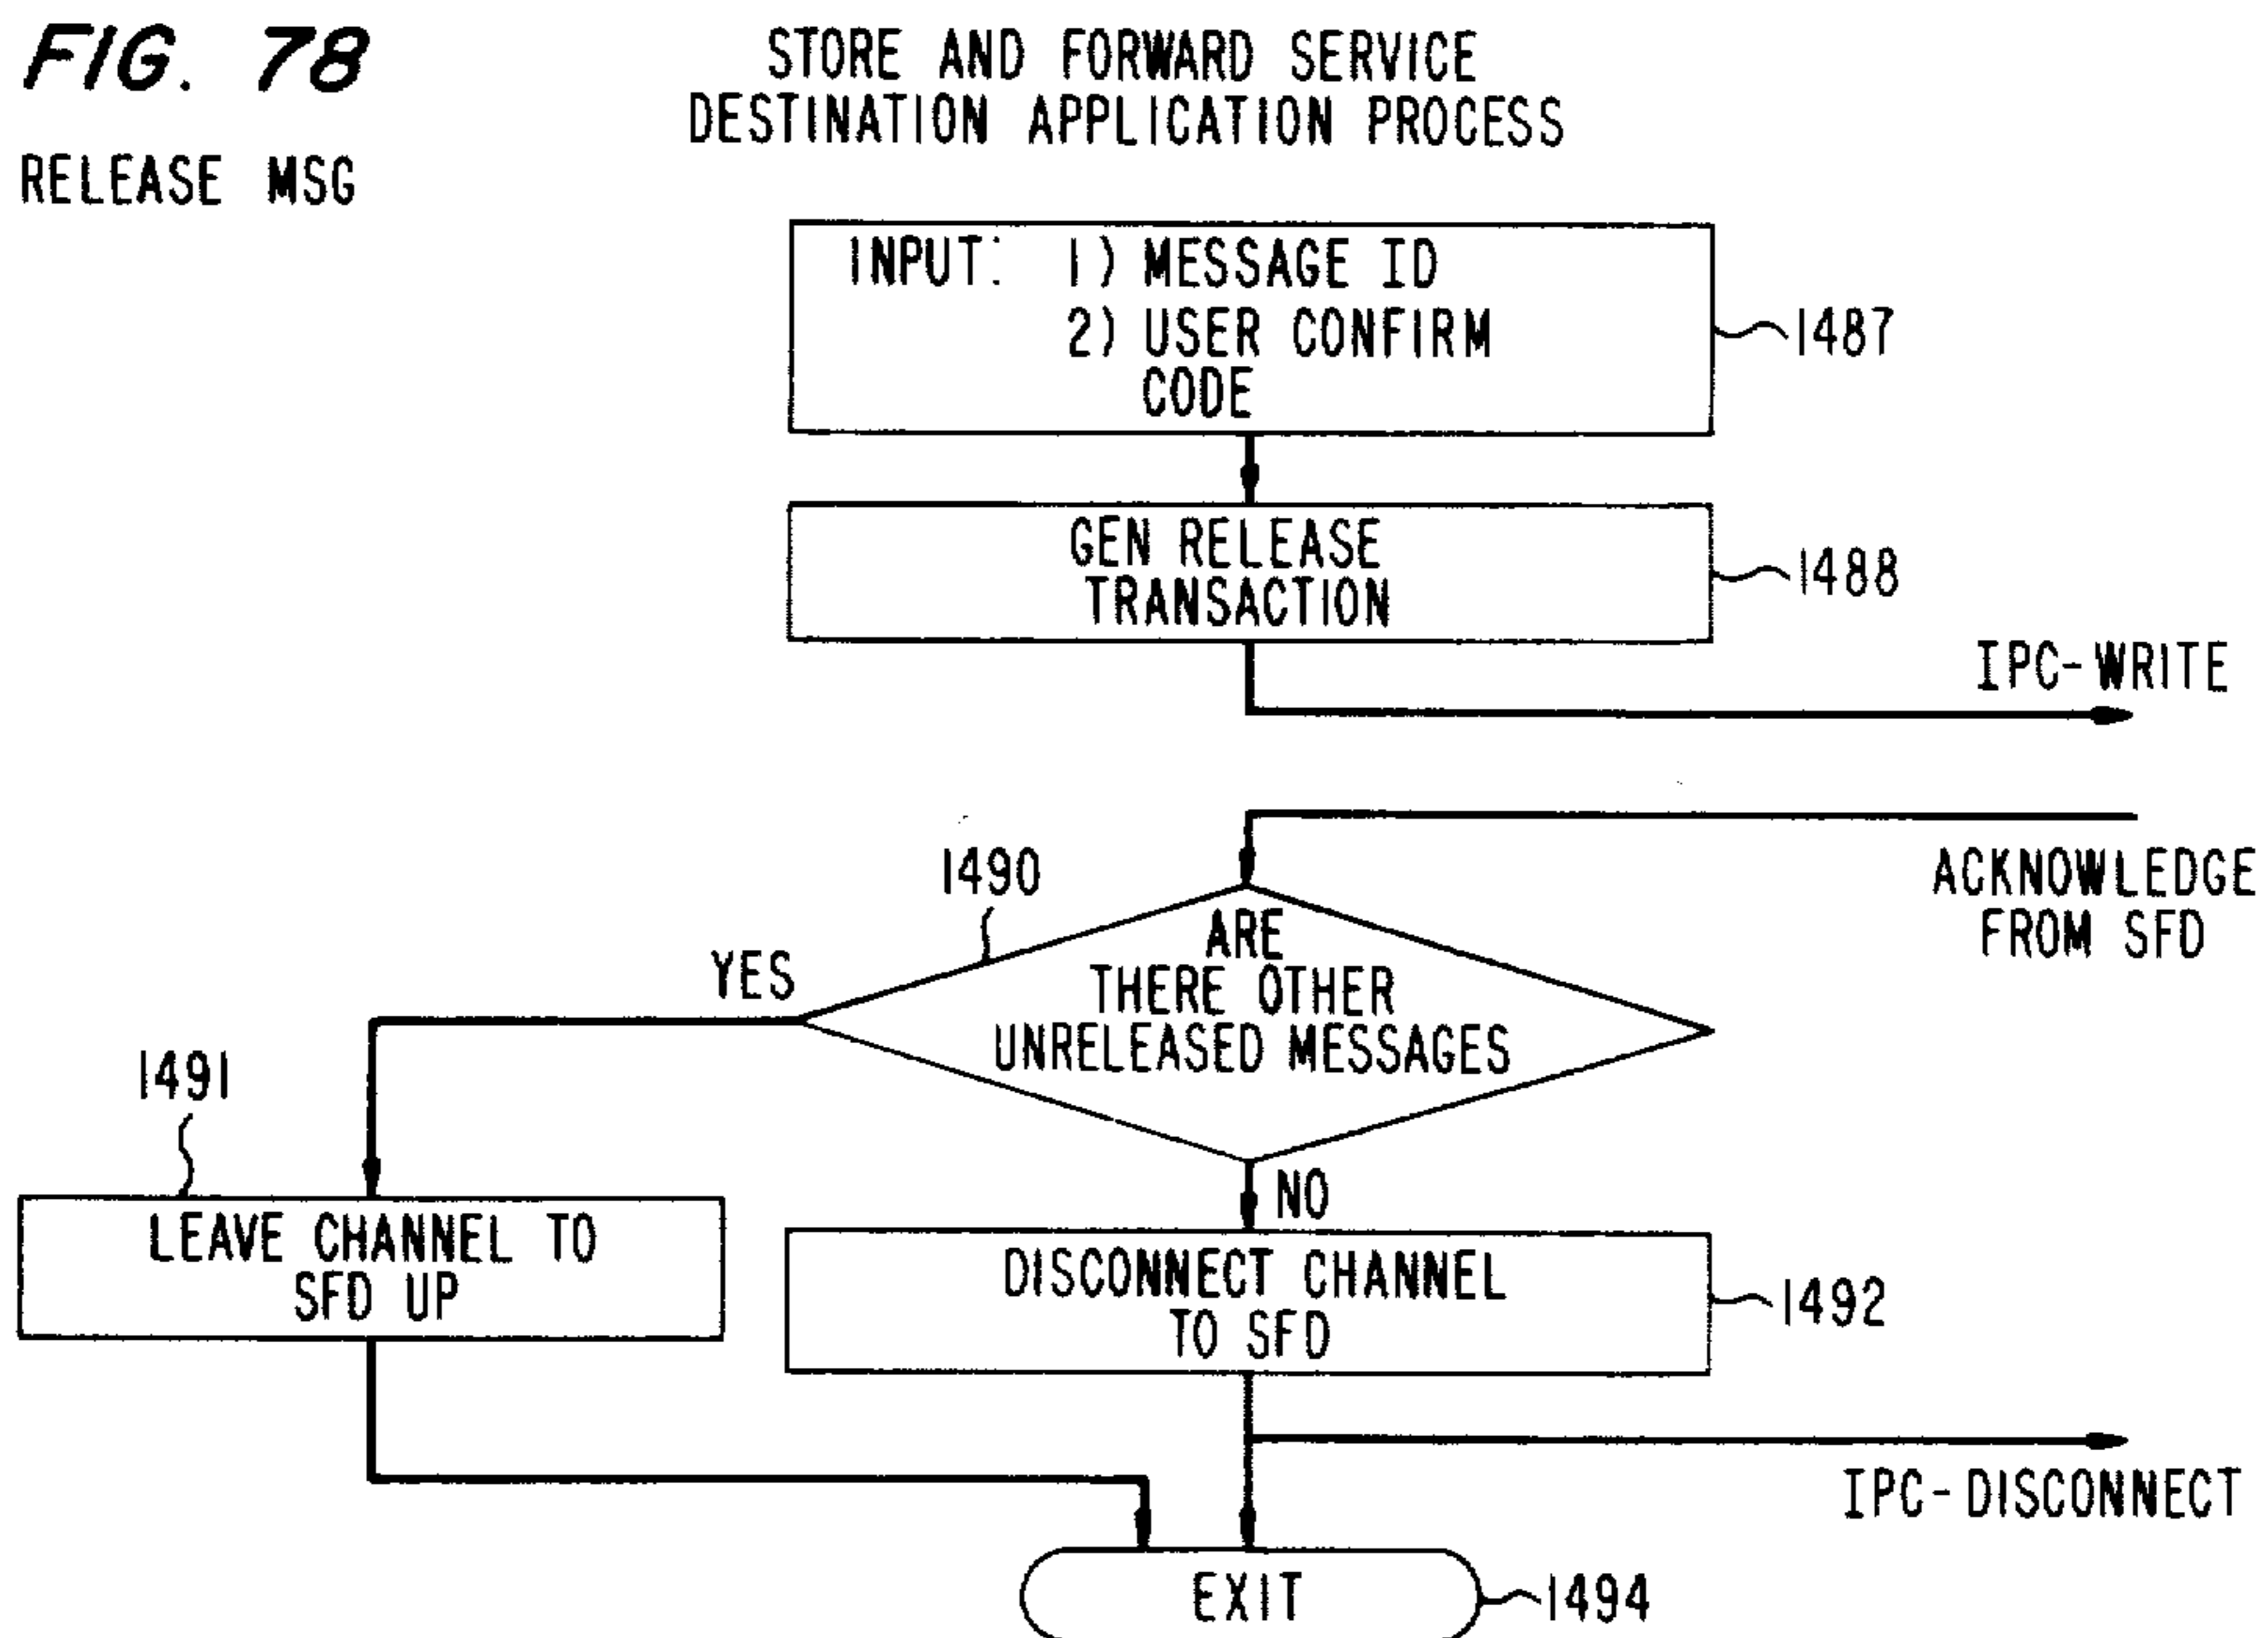 FIG. 78
RELEASE MSG
STORE AND FORWARD SERVICE
DESTINATION APPLICATION PROCESS
INPUT: 1) MESSAGE ID
2) USER CONFIRM
CODE
1487
GEN RELEASE
TRANSACTION
1488
IPC-WRITE
ACKNOWLEDGE
FROM SFD
1490
ARE
THERE OTHER
UNRELEASED MESSAGES
YES
NO
1491
LEAVE CHANNEL TO
SFD UP
DISCONNECT CHANNEL
TO SFD
1492
IPC-DISCONNECT
EXIT
1494